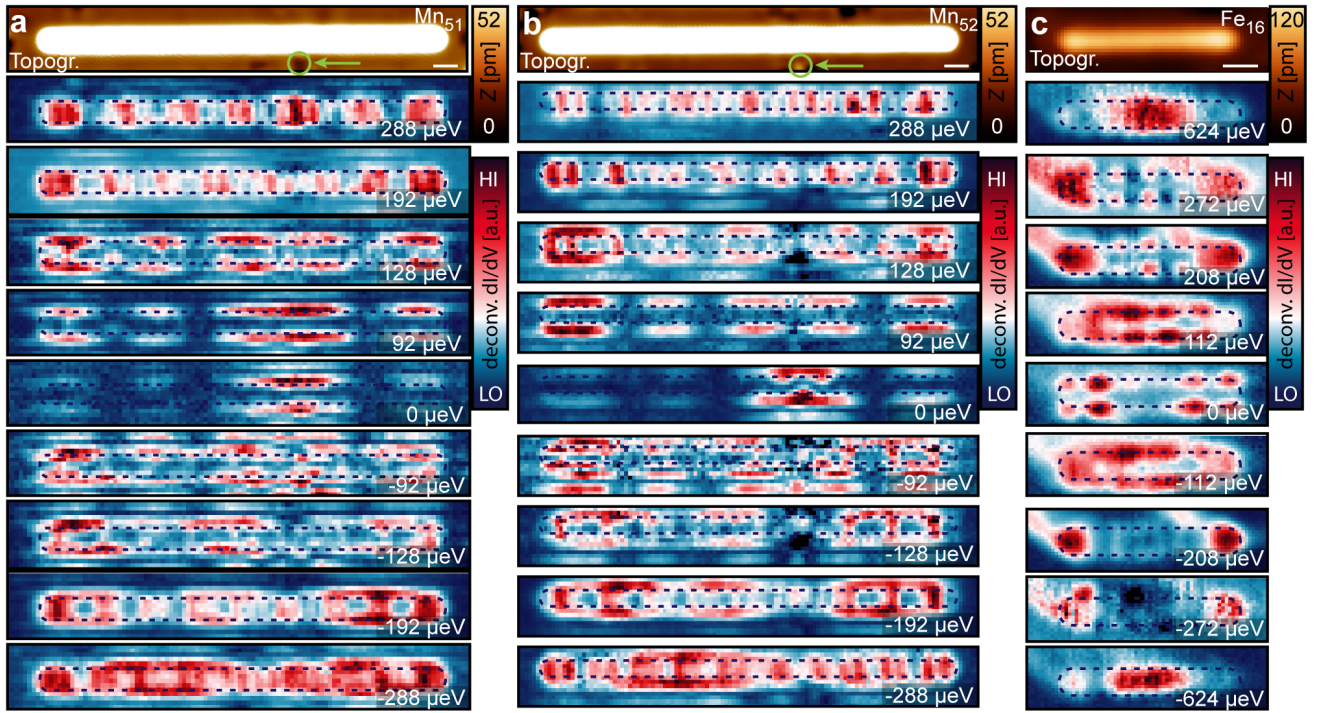 a
Mn51
52
Topogr.
Z [pm]
0
288 µeV
192 µeV
128 µeV
92 µeV
0 µeV
-92 µeV
-128 µeV
-192 µeV
-288 µeV
HI
deconv. dI/dV [a.u.]
LO
b
Mn52
52
Topogr.
Z [pm]
0
288 µeV
192 µeV
128 µeV
92 µeV
0 µeV
-92 µeV
-128 µeV
-192 µeV
-288 µeV
HI
deconv. dI/dV [a.u.]
LO
c
Fe16
120
Topogr.
Z [pm]
0
624 µeV
272 µeV
208 µeV
112 µeV
0 µeV
-112 µeV
-208 µeV
-272 µeV
-624 µeV
HI
deconv. dI/dV [a.u.]
LO